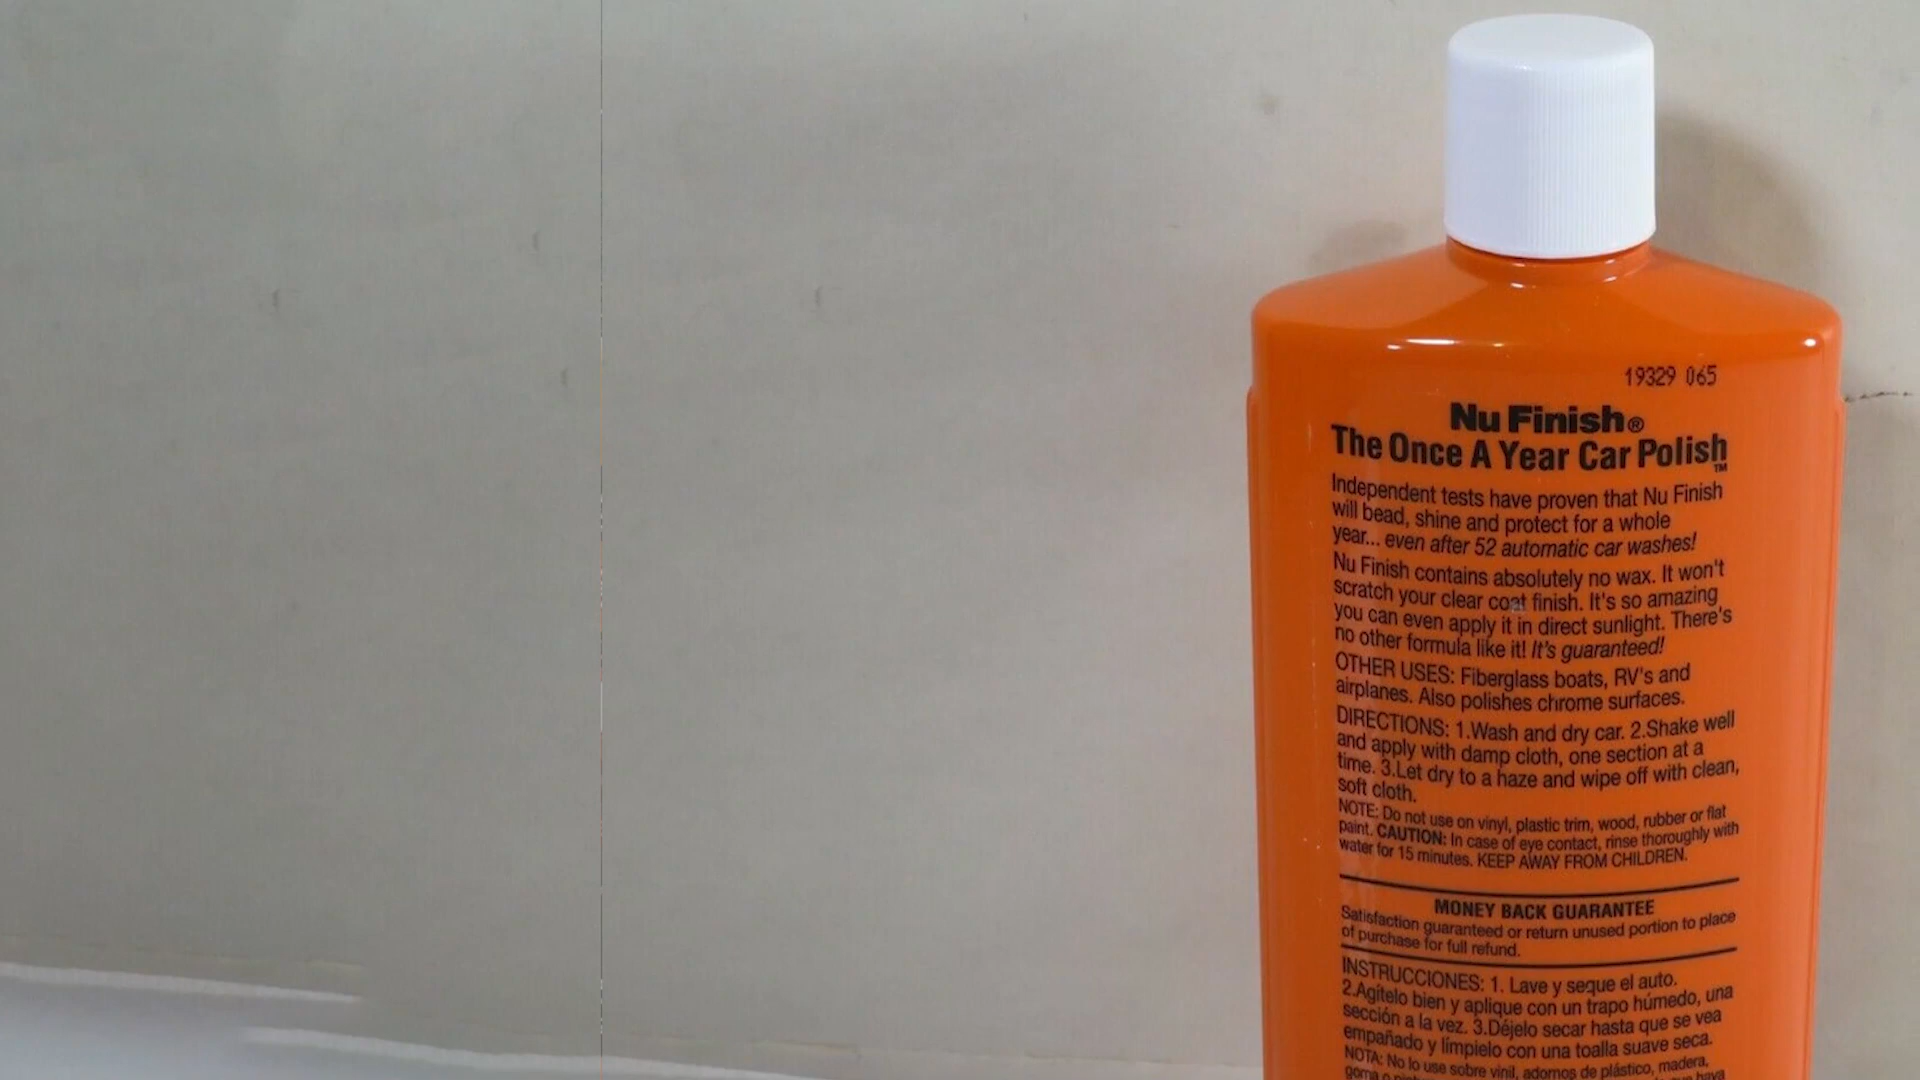 19329 065
Nu Finish®
The Once A Year Car Polish™
Independent tests have proven that Nu Finish
will bead, shine and protect for a whole
year... even after 52 automatic car washes!
Nu Finish contains absolutely no wax. It won't
scratch your clear coat finish. It's so amazing
you can even apply it in direct sunlight. There's
no other formula like it! It's guaranteed!
OTHER USES: Fiberglass boats, RV's and
airplanes. Also polishes chrome surfaces.
DIRECTIONS: 1.Wash and dry car. 2.Shake well
and apply with damp cloth, one section at a
time. 3.Let dry to a haze and wipe off with clean,
soft cloth.
NOTE: Do not use on vinyl, plastic trim, wood, rubber or flat
paint. CAUTION: In case of eye contact, rinse thoroughly with
water for 15 minutes. KEEP AWAY FROM CHILDREN.
MONEY BACK GUARANTEE
Satisfaction guaranteed or return unused portion to place
of purchase for full refund.
INSTRUCCIONES: 1. Lave y seque el auto.
2.Agítelo bien y aplique con un trapo húmedo, una
sección a la vez. 3.Déjelo secar hasta que se vea
empañado y límpielo con una toalla suave seca.
NOTA: No lo use sobre vinil, adornos de plástico, madera,
goma o